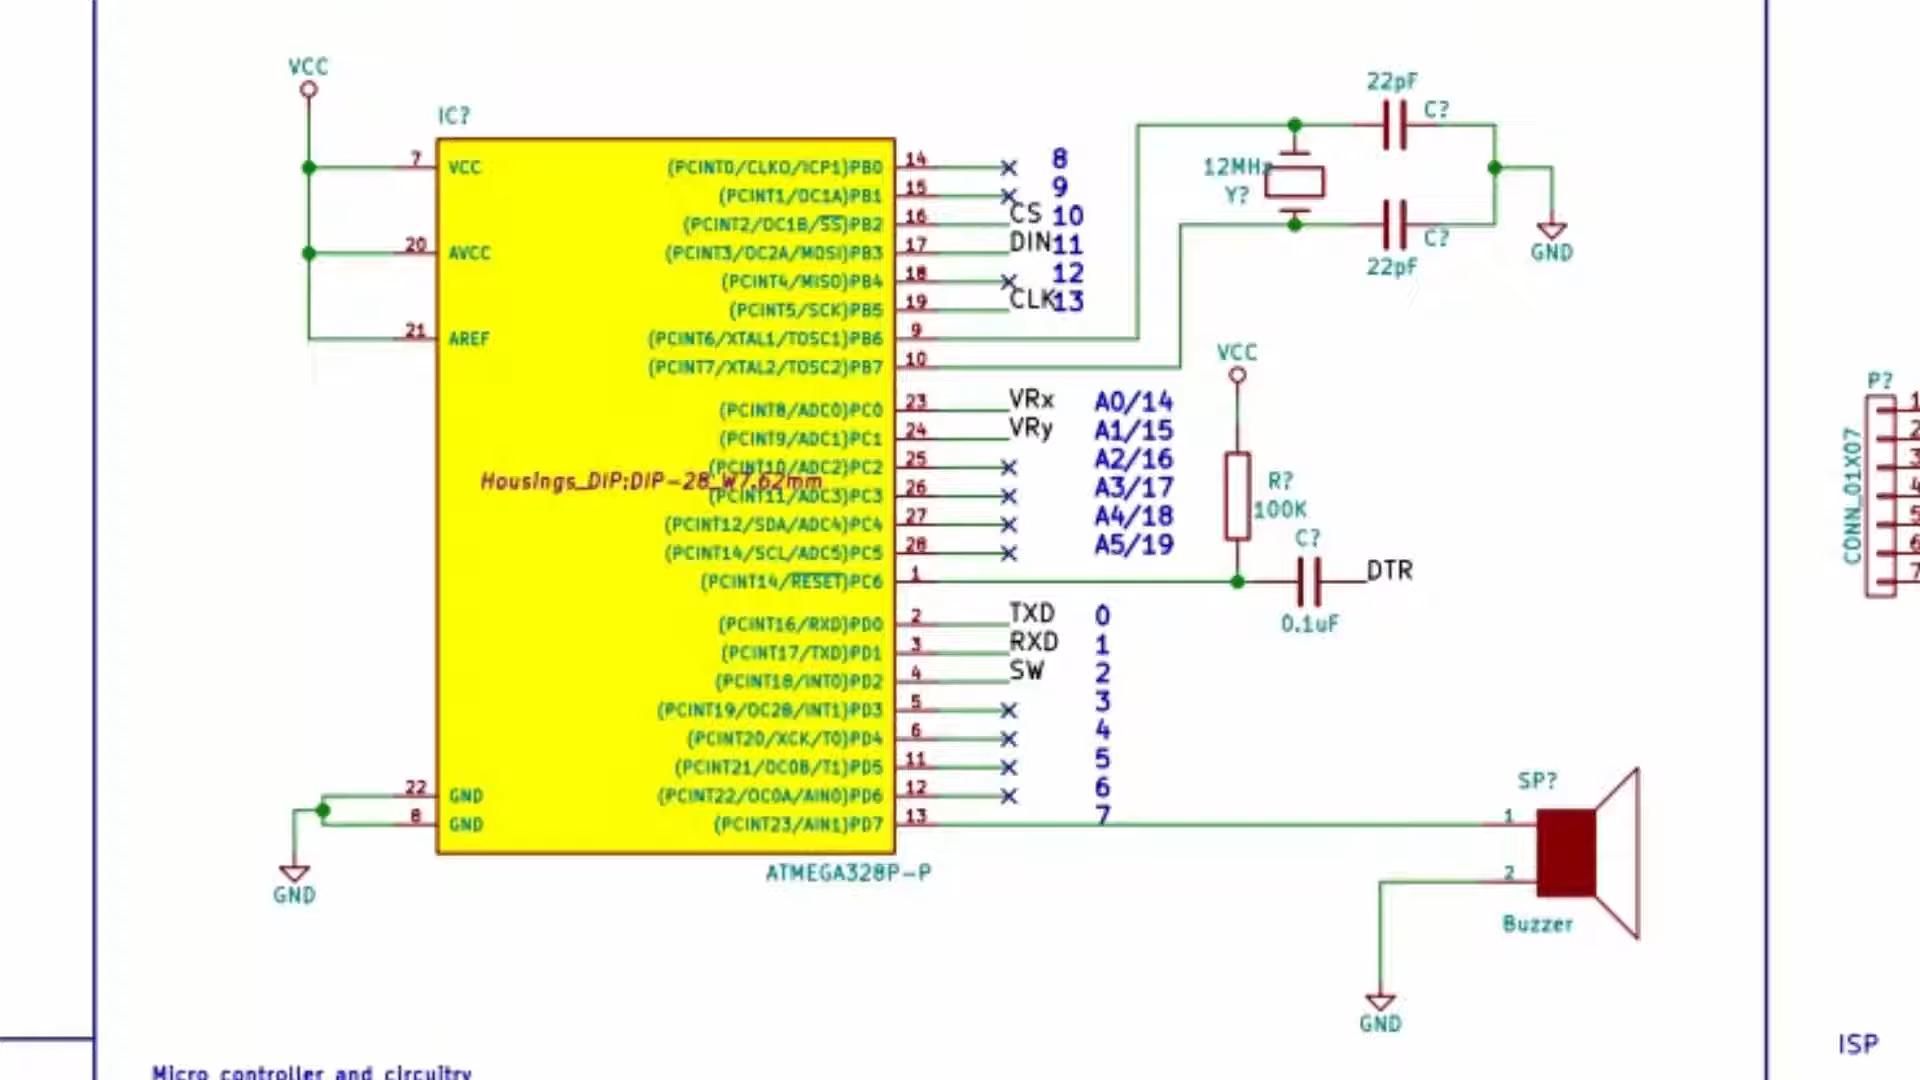 VCC
IC?
7 VCC
20 AVCC
21 AREF
22 GND
8 GND
GND
(PCINT0/CLKO/ICP1)PB0 14 8
(PCINT1/OC1A)PB1 15 9
(PCINT2/OC1B/SS)PB2 16 CS 10
(PCINT3/OC2A/MOSI)PB3 17 DIN 11
(PCINT4/MISO)PB4 18 12
(PCINT5/SCK)PB5 19 CLK 13
(PCINT6/XTAL1/TOSC1)PB6 9
(PCINT7/XTAL2/TOSC2)PB7 10
(PCINT8/ADC0)PC0 23 VRx A0/14
(PCINT9/ADC1)PC1 24 VRy A1/15
(PCINT10/ADC2)PC2 25 A2/16
Housings_DIP:DIP-28_W7.62mm
(PCINT11/ADC3)PC3 26 A3/17
(PCINT12/SDA/ADC4)PC4 27 A4/18
(PCINT14/SCL/ADC5)PC5 28 A5/19
(PCINT14/RESET)PC6 1
(PCINT16/RXD)PD0 2 TXD 0
(PCINT17/TXD)PD1 3 RXD 1
(PCINT18/INT0)PD2 4 SW 2
(PCINT19/OC2B/INT1)PD3 5 3
(PCINT20/XCK/T0)PD4 6 4
(PCINT21/OC0B/T1)PD5 11 5
(PCINT22/OC0A/AIN0)PD6 12 6
(PCINT23/AIN1)PD7 13 7
ATMEGA328P-P
22pF
C?
12MHz
Y?
C?
22pF
GND
VCC
R?
100K
C?
DTR
0.1uF
SP?
1
2
Buzzer
GND
P?
CONN_01X07
1
2
3
4
5
6
7
ISP
Micro controller and circuitry